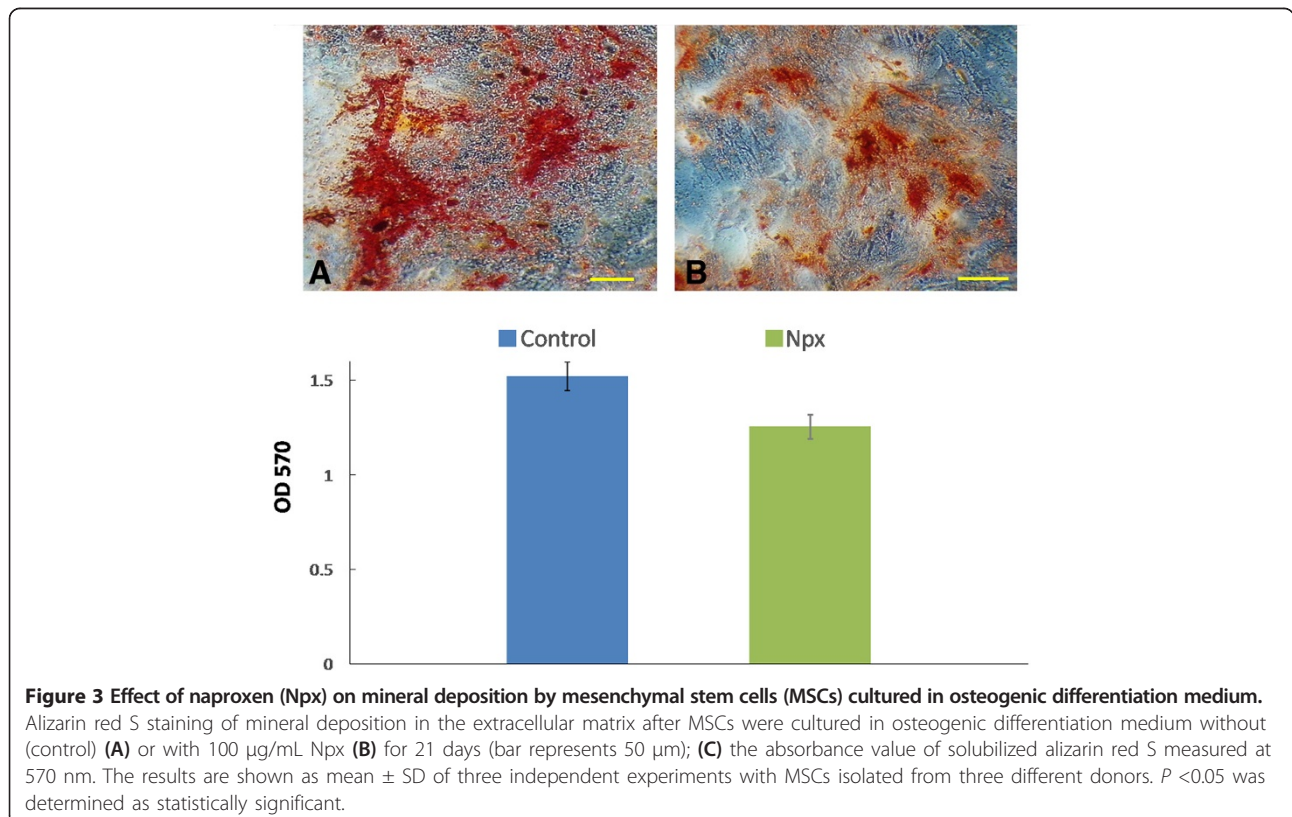 A
B
Control
Npx
1.5
1
0.5
0
OD 570
Figure 3 Effect of naproxen (Npx) on mineral deposition by mesenchymal stem cells (MSCs) cultured in osteogenic differentiation medium.
Alizarin red S staining of mineral deposition in the extracellular matrix after MSCs were cultured in osteogenic differentiation medium without
(control) (A) or with 100 μg/mL Npx (B) for 21 days (bar represents 50 μm); (C) the absorbance value of solubilized alizarin red S measured at
570 nm. The results are shown as mean ± SD of three independent experiments with MSCs isolated from three different donors. P <0.05 was
determined as statistically significant.